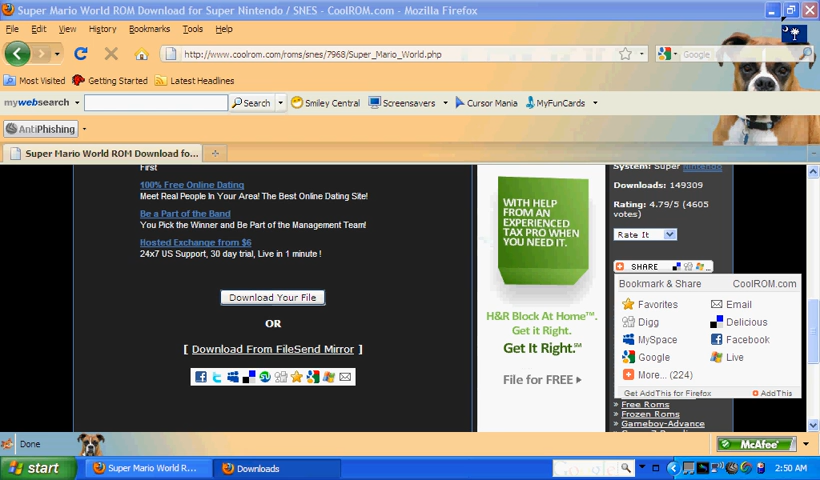 Super Mario World ROM Download for Super Nintendo / SNES - CoolROM.com - Mozilla Firefox
File Edit View History Bookmarks Tools Help
http://www.coolrom.com/roms/snes/7968/Super_Mario_World.php
Google
Most Visited Getting Started Latest Headlines
mywebsearch Search Smiley Central Screensavers Cursor Mania MyFunCards
AntiPhishing
Super Mario World ROM Download fo...
First
100% Free Online Dating
Meet Real People In Your Area! The Best Online Dating Site!
Be a Part of the Band
You Pick the Winner and Be Part of the Management Team!
Hosted Exchange from $6
24x7 US Support, 30 day trial, Live in 1 minute !
Download Your File
OR
[ Download From FileSend Mirror ]
WITH HELP
FROM AN
EXPERIENCED
TAX PRO WHEN
YOU NEED IT.
H&R Block At Home™.
Get it Right.
Get It Right.℠
File for FREE
System: Super Nintendo
Downloads: 149309
Rating: 4.79/5 (4605
votes)
Rate It
SHARE
Bookmark & Share CoolROM.com
Favorites Email
Digg Delicious
MySpace Facebook
Google Live
More... (224)
Get AddThis for Firefox AddThis
» Free Roms
» Frozen Roms
» Gameboy-Advance
Done
McAfee
start Super Mario World R... Downloads Google 2:50 AM